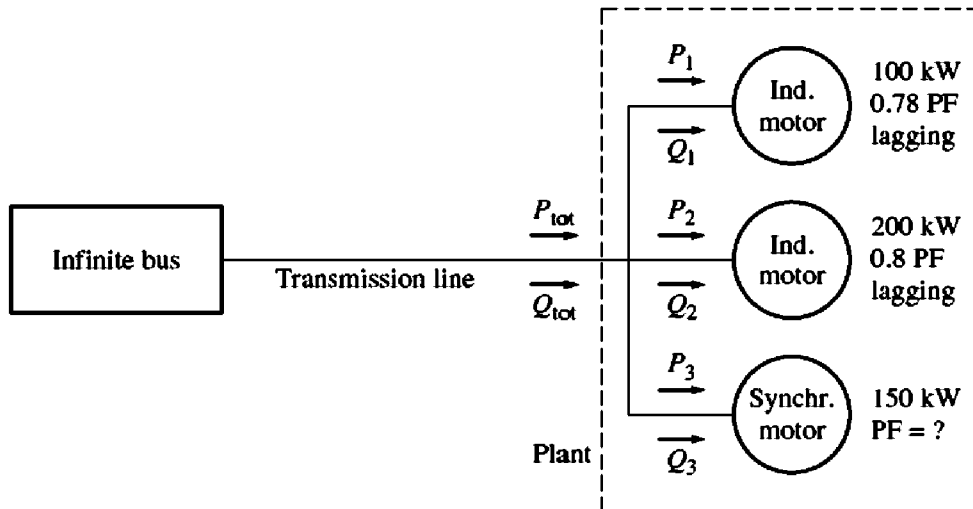 P1
Q1
Ind.
motor
100 kW
0.78 PF
lagging
Infinite bus
Transmission line
Ptot
Qtot
P2
Q2
Ind.
motor
200 kW
0.8 PF
lagging
P3
Q3
Synchr.
motor
150 kW
PF = ?
Plant